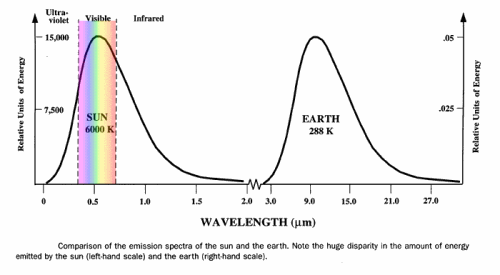 Ultra-
violet
Visible
Infrared
15,000
7,500
Relative Units of Energy
SUN
6000 K
EARTH
288 K
.05
.025
Relative Units of Energy
0 0.5 1.0 1.5 2.0 3.0 9.0 15.0 21.0 27.0
WAVELENGTH (μm)
Comparison of the emission spectra of the sun and the earth. Note the huge disparity in the amount of energy
emitted by the sun (left-hand scale) and the earth (right-hand scale).